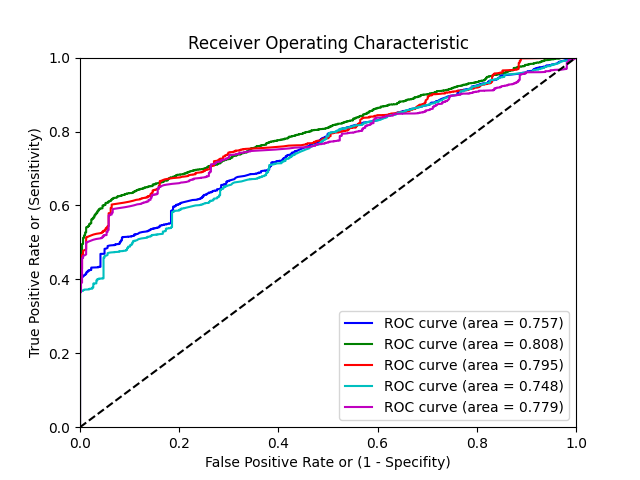 Receiver Operating Characteristic
True Positive Rate or (Sensitivity)
1.0
0.8
0.6
0.4
0.2
0.0
ROC curve (area = 0.757)
ROC curve (area = 0.808)
ROC curve (area = 0.795)
ROC curve (area = 0.748)
ROC curve (area = 0.779)
0.0 0.2 0.4 0.6 0.8 1.0
False Positive Rate or (1 - Specifity)